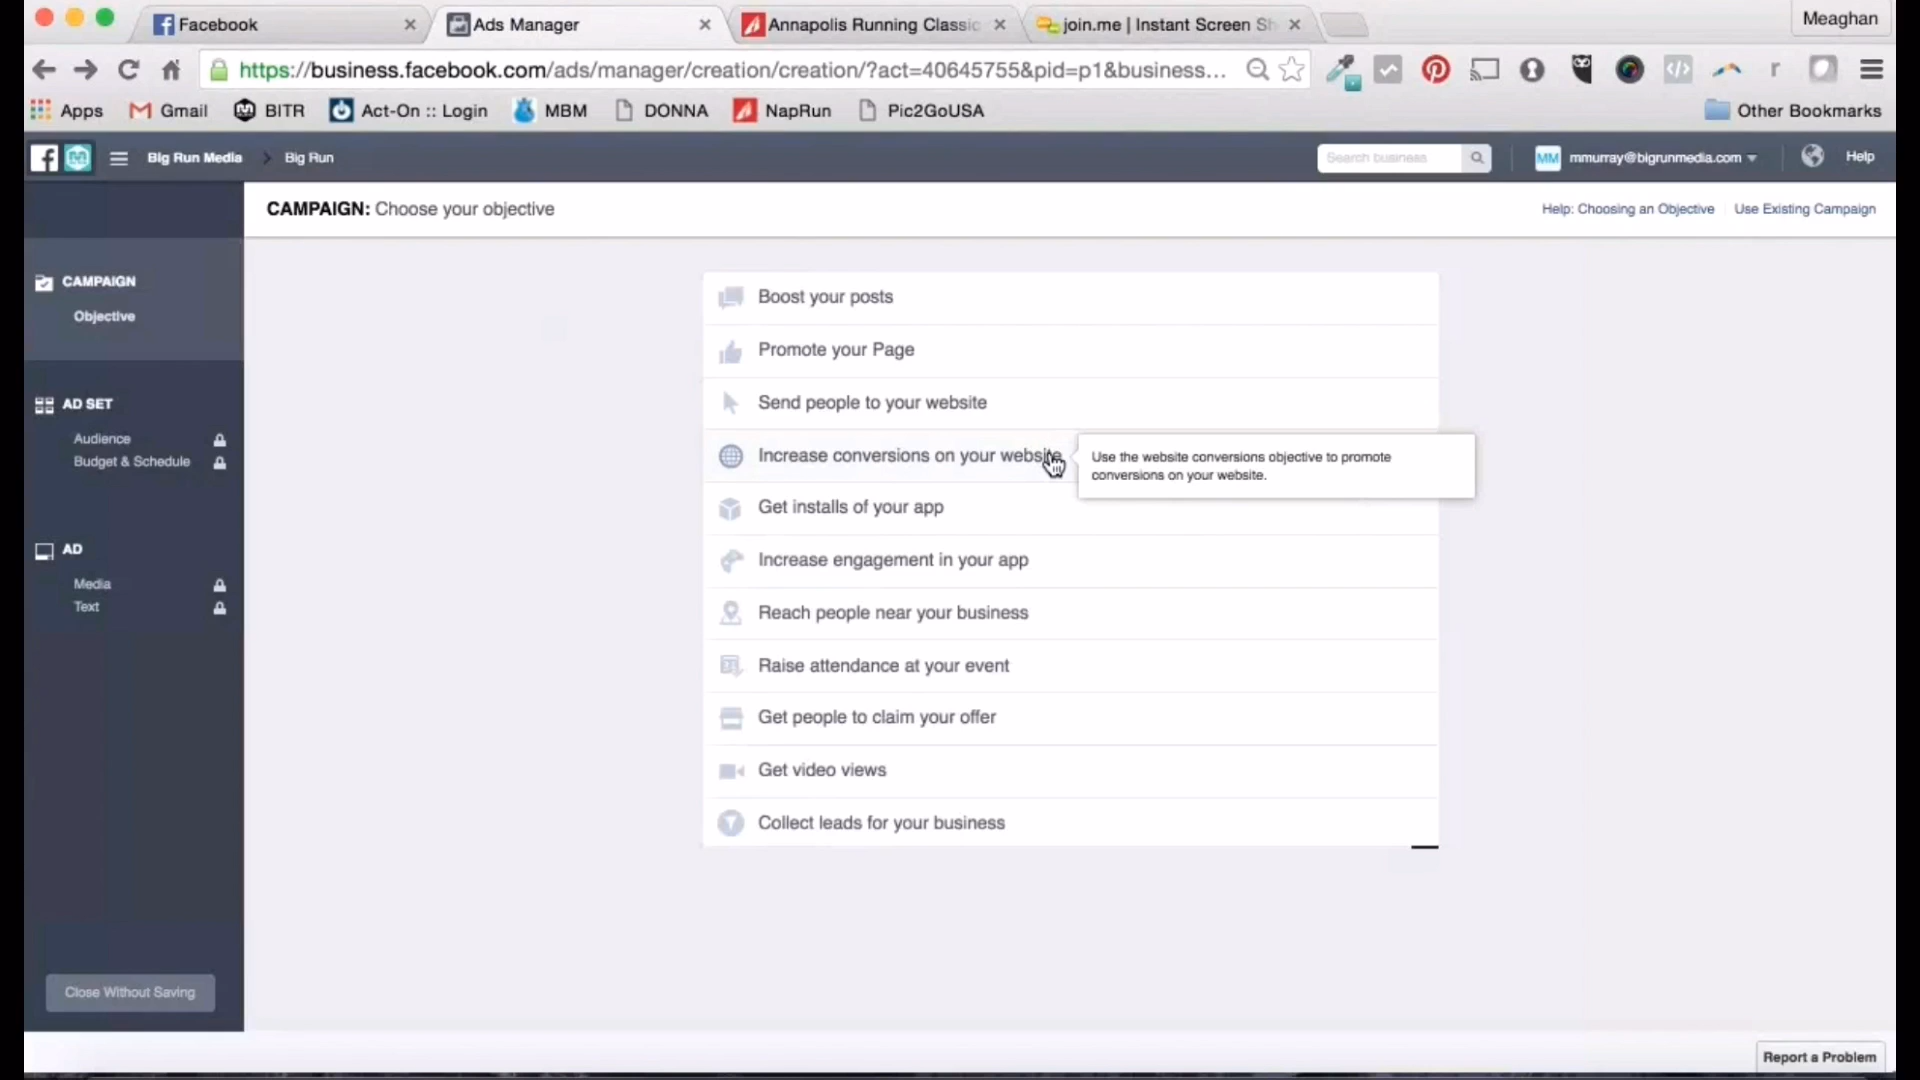 Facebook
Ads Manager
Annapolis Running Classic
join.me | Instant Screen Sh
Meaghan
https://business.facebook.com/ads/manager/creation/creation/?act=40645755&pid=p1&business...
Apps
Gmail
BITR
Act-On :: Login
MBM
DONNA
NapRun
Pic2GoUSA
Other Bookmarks
Big Run Media
Big Run
Search business
MM
mmurray@bigrunmedia.com
Help
CAMPAIGN: Choose your objective
Help: Choosing an Objective
Use Existing Campaign
CAMPAIGN
Objective
AD SET
Audience
Budget & Schedule
AD
Media
Text
Close Without Saving
Boost your posts
Promote your Page
Send people to your website
Increase conversions on your website
Use the website conversions objective to promote
conversions on your website.
Get installs of your app
Increase engagement in your app
Reach people near your business
Raise attendance at your event
Get people to claim your offer
Get video views
Collect leads for your business
Report a Problem